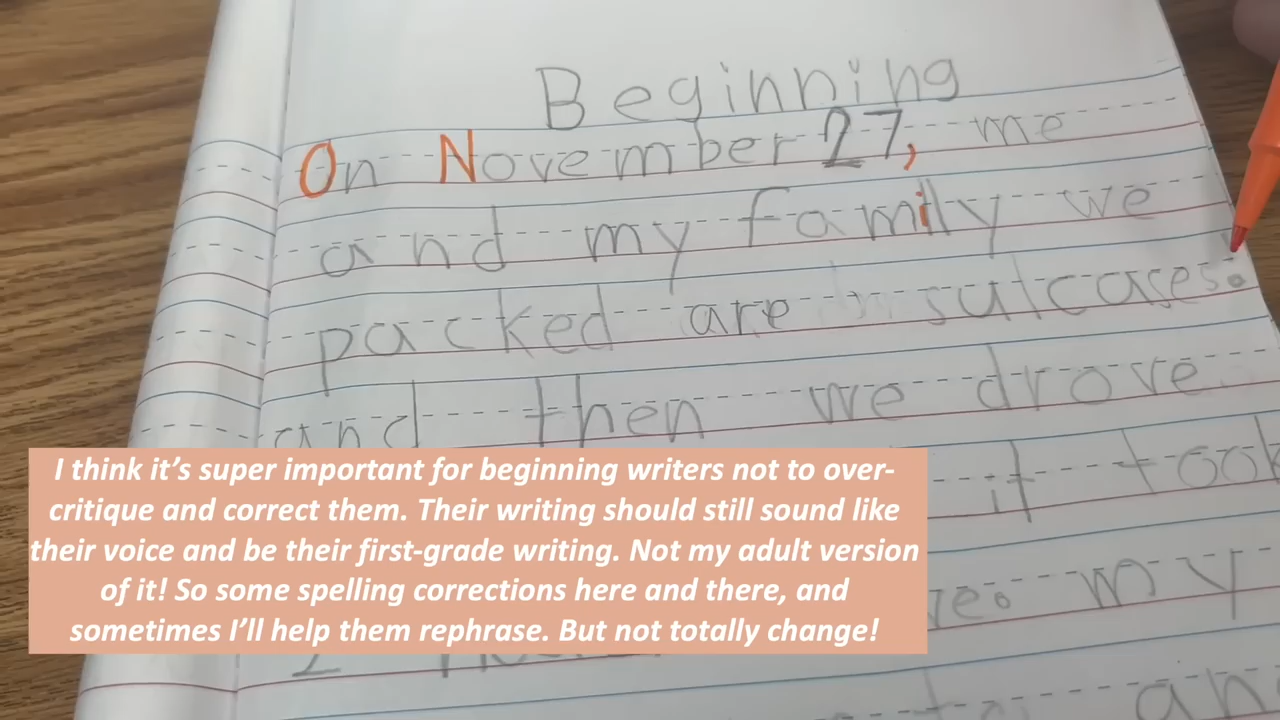 Beginning
On November 27, me
and my family we
packed are suicases.
and then we drove
it took
my
I think it's super important for beginning writers not to over-
critique and correct them. Their writing should still sound like
their voice and be their first-grade writing. Not my adult version
of it! So some spelling corrections here and there, and
sometimes I'll help them rephrase. But not totally change!